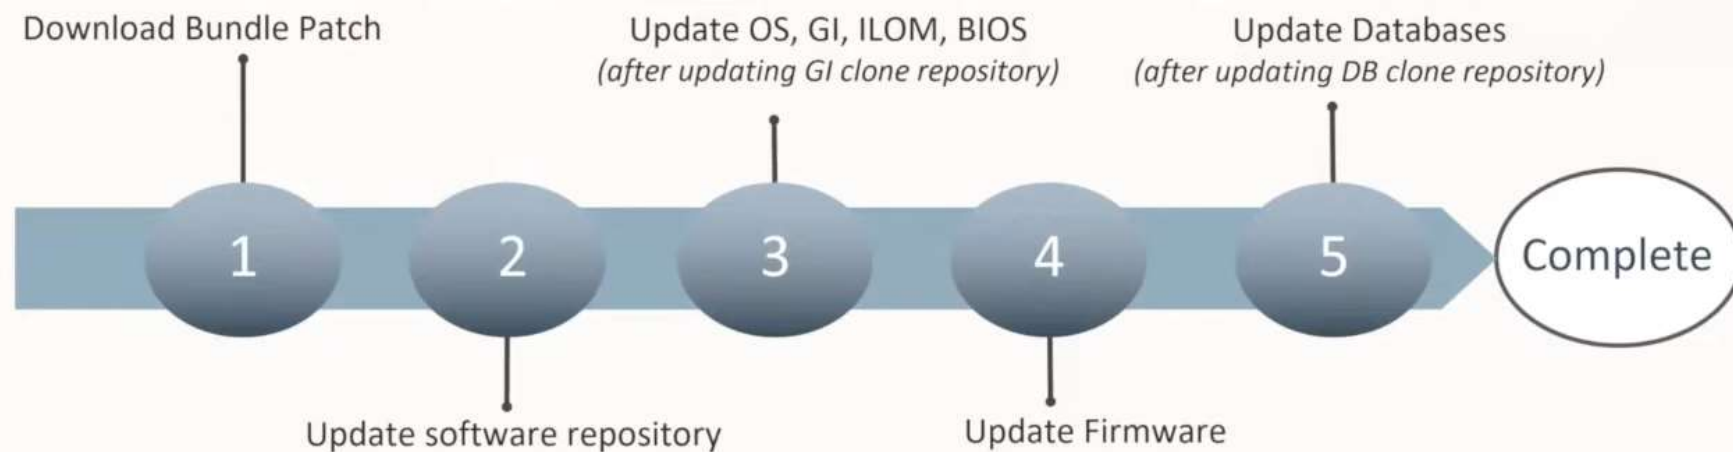 Download Bundle Patch
Update OS, GI, ILOM, BIOS
(after updating GI clone repository)
Update Databases
(after updating DB clone repository)
1
2
3
4
5
Complete
Update software repository
Update Firmware